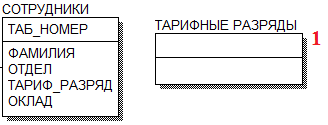 СОТРУДНИКИ
ТАБ_НОМЕР
ФАМИЛИЯ
ОТДЕЛ
ТАРИФ_РАЗРЯД
ОКЛАД
ТАРИФНЫЕ РАЗРЯДЫ
1